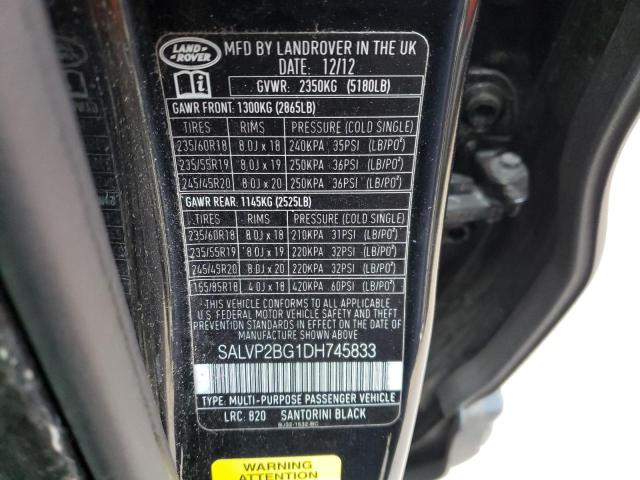 LAND-
ROVER
MFD BY LANDROVER IN THE UK
DATE: 12/12
GVWR: 2350KG (5180LB)
GAWR FRONT: 1300KG (2865LB)
TIRES RIMS PRESSURE (COLD SINGLE)
235/60R18 8.0J x 18 240KPA 35PSI (LB/PO²)
235/55R19 8.0J x 19 250KPA 36PSI (LB/PO²)
245/45R20 8.0J x 20 250KPA 36PSI (LB/PO²)
GAWR REAR: 1145KG (2525LB)
TIRES RIMS PRESSURE (COLD SINGLE)
235/60R18 8.0J x 18 210KPA 31PSI (LB/PO²)
235/55R19 8.0J x 19 220KPA 32PSI (LB/PO²)
245/45R20 8.0J x 20 220KPA 32PSI (LB/PO²)
155/85R18 4.0J x 18 420KPA 60PSI (LB/PO²)
THIS VEHICLE CONFORMS TO ALL APPLICABLE
U.S. FEDERAL MOTOR VEHICLE SAFETY BUMPER
AND THEFT PREVENTION STANDARDS IN EFFECT ON THE DATE OF
MANUFACTURE SHOWN ABOVE
SALVP2BG1DH745833
TYPE: MULTI-PURPOSE PASSENGER VEHICLE
LRC: 820 SANTORINI BLACK
BJ32-1532-BC
WARNING
ATTENTION